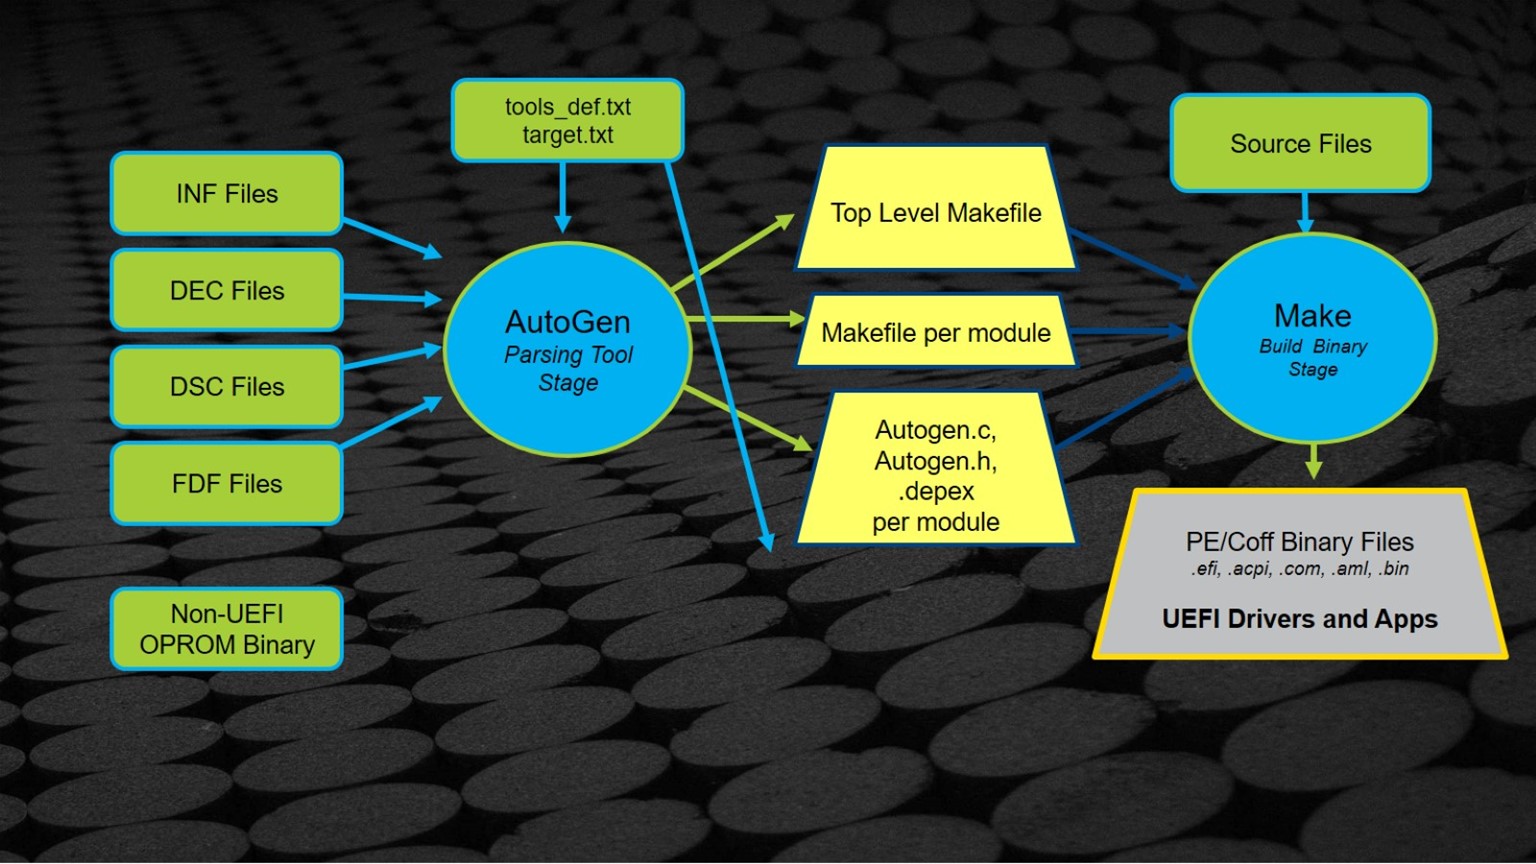 tools_def.txt
target.txt
INF Files
DEC Files
DSC Files
FDF Files
Non-UEFI
OPROM Binary
AutoGen
Parsing Tool
Stage
Top Level Makefile
Makefile per module
Autogen.c,
Autogen.h,
.depex
per module
Source Files
Make
Build Binary
Stage
PE/Coff Binary Files
.efi, .acpi, .com, .aml, .bin
UEFI Drivers and Apps